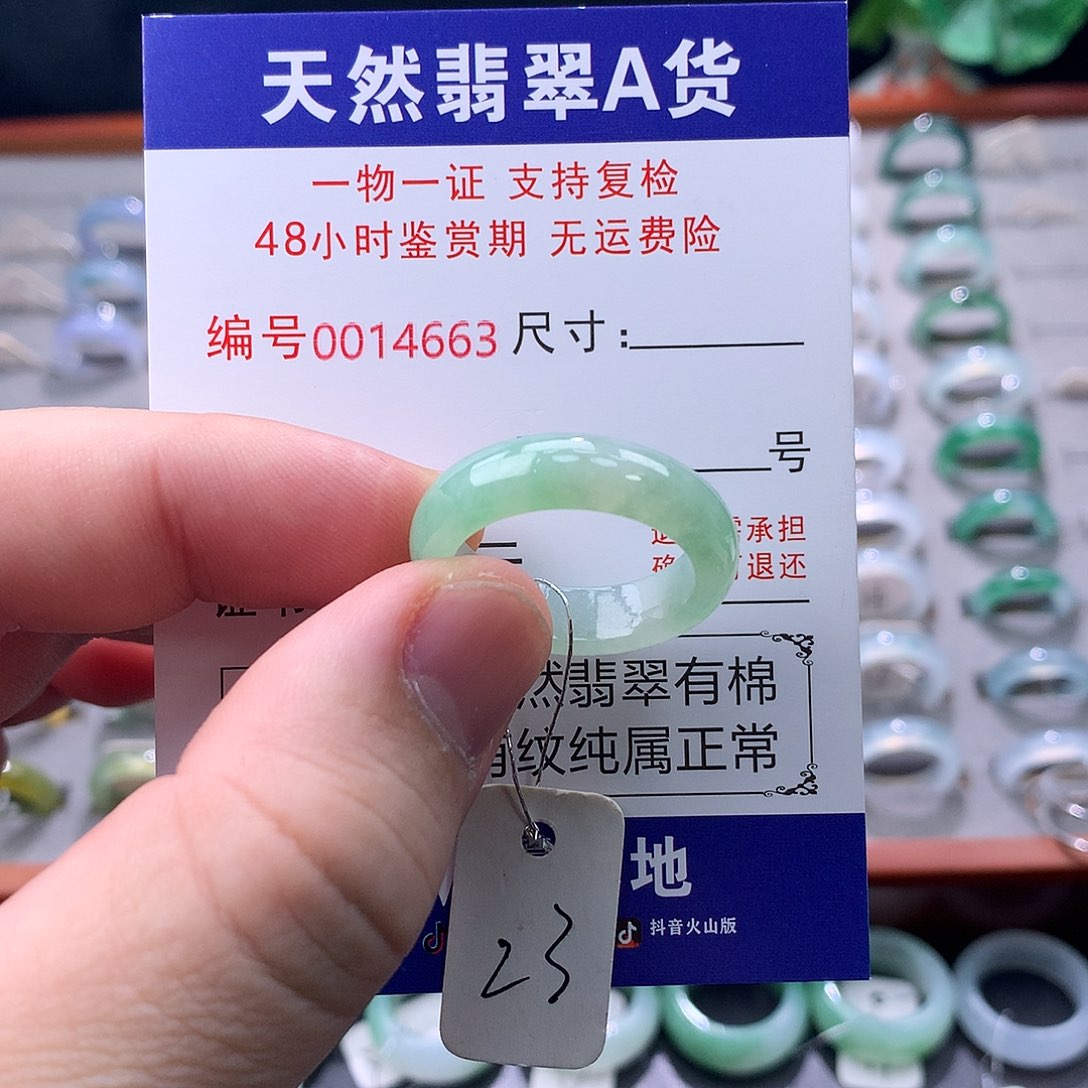 天然翡翠A货
一物一证 支持复检
48小时鉴赏期 无运费险
编号0014663 尺寸:
号
承担
退还
然翡翠有棉
纹纯属正常
地
抖音火山版
23